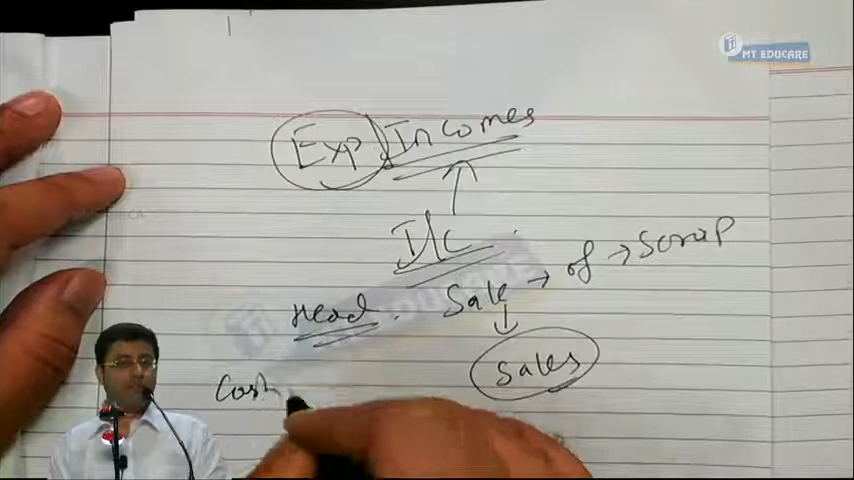 MT EDUCARE
Exp) Incomes
I/C
Head. Sale → of → Scrap
Sales
Cash